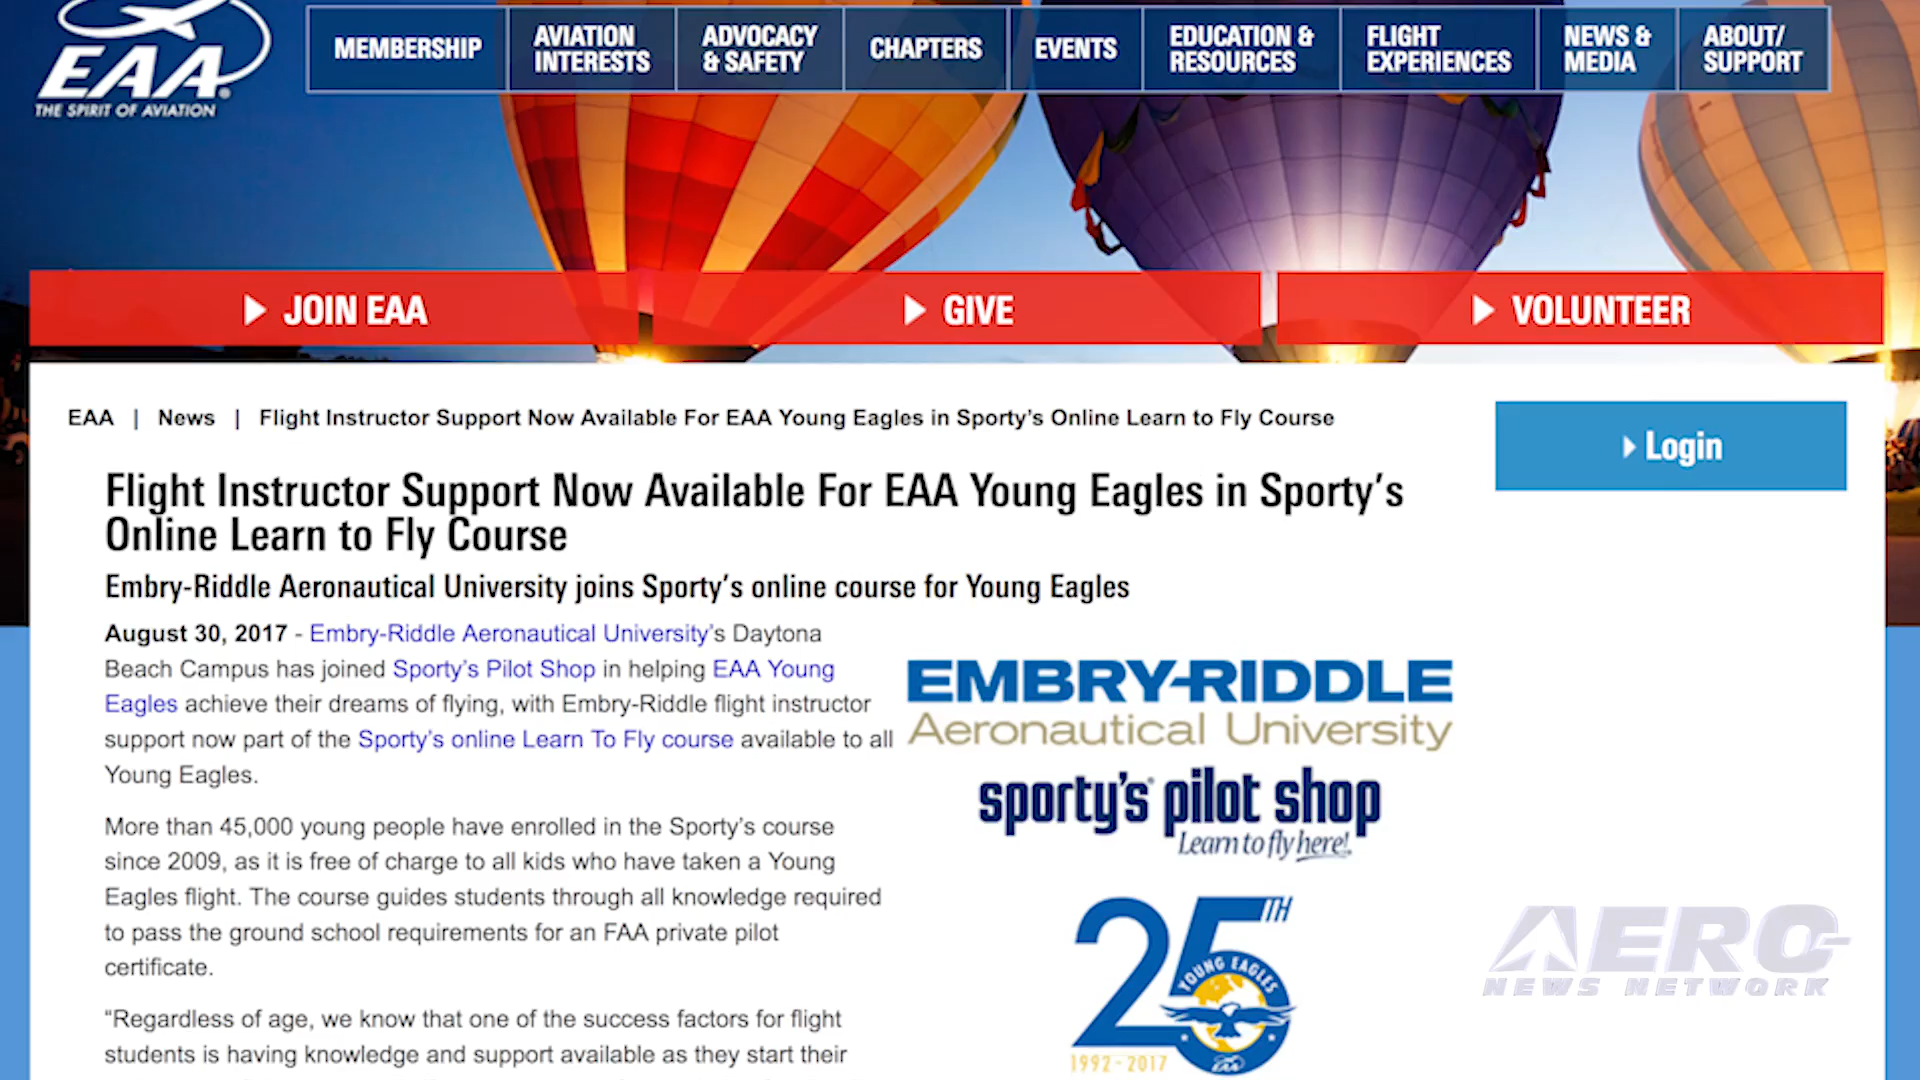 EAA
THE SPIRIT OF AVIATION
MEMBERSHIP
AVIATION
INTERESTS
ADVOCACY
& SAFETY
CHAPTERS
EVENTS
EDUCATION &
RESOURCES
FLIGHT
EXPERIENCES
NEWS &
MEDIA
ABOUT/
SUPPORT
JOIN EAA
GIVE
VOLUNTEER
EAA | News | Flight Instructor Support Now Available For EAA Young Eagles in Sporty's Online Learn to Fly Course
Login
Flight Instructor Support Now Available For EAA Young Eagles in Sporty's
Online Learn to Fly Course
Embry-Riddle Aeronautical University joins Sporty's online course for Young Eagles
August 30, 2017 - Embry-Riddle Aeronautical University's Daytona
Beach Campus has joined Sporty's Pilot Shop in helping EAA Young
Eagles achieve their dreams of flying, with Embry-Riddle flight instructor
support now part of the Sporty's online Learn To Fly course available to all
Young Eagles.
More than 45,000 young people have enrolled in the Sporty's course
since 2009, as it is free of charge to all kids who have taken a Young
Eagles flight. The course guides students through all knowledge required
to pass the ground school requirements for an FAA private pilot
certificate.
"Regardless of age, we know that one of the success factors for flight
students is having knowledge and support available as they start their
EMBRY-RIDDLE
Aeronautical University
sporty's pilot shop
Learn to fly here!
25TH
YOUNG EAGLES
EAA
1992-2017
AERO
NEWS NETWORK